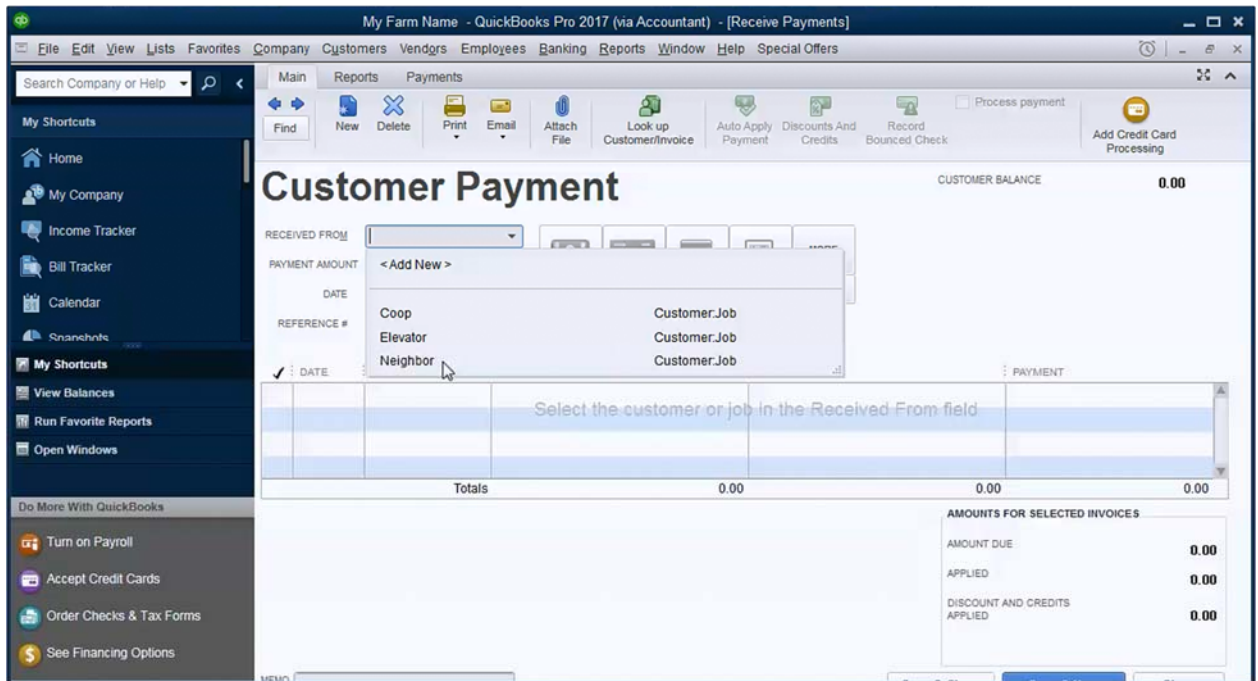 My Farm Name - QuickBooks Pro 2017 (via Accountant) - [Receive Payments]
File Edit View Lists Favorites Company Customers Vendors Employees Banking Reports Window Help Special Offers
Search Company or Help
Main Reports Payments
Find
New
Delete
Print
Email
Attach File
Look up Customer/Invoice
Auto Apply Payment
Discounts And Credits
Record Bounced Check
Process payment
Add Credit Card Processing
My Shortcuts
Home
My Company
Income Tracker
Bill Tracker
Calendar
Snapshots
My Shortcuts
View Balances
Run Favorite Reports
Open Windows
Do More With QuickBooks
Turn on Payroll
Accept Credit Cards
Order Checks & Tax Forms
See Financing Options
Customer Payment
CUSTOMER BALANCE 0.00
RECEIVED FROM
PAYMENT AMOUNT
DATE
REFERENCE #
< Add New >
Coop Customer:Job
Elevator Customer:Job
Neighbor Customer:Job
DATE PAYMENT
Select the customer or job in the Received From field
Totals 0.00 0.00 0.00
AMOUNTS FOR SELECTED INVOICES
AMOUNT DUE 0.00
APPLIED 0.00
DISCOUNT AND CREDITS
APPLIED 0.00
MEMO